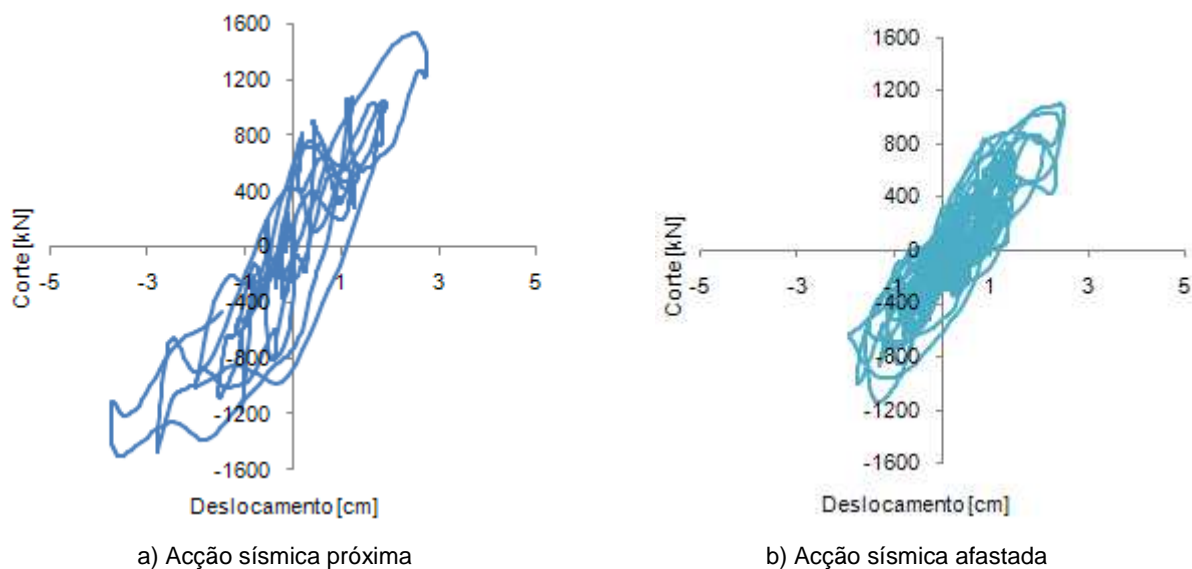 1600
1200
800
400
0
-400
-800
-1200
-1600
-5 -3 -1 1 3 5
Corte [kN]
Deslocamento [cm]
a) Acção sísmica próxima
1600
1200
800
400
0
-400
-800
-1200
-1600
-5 -3 -1 1 3 5
Corte [kN]
Deslocamento [cm]
b) Acção sísmica afastada